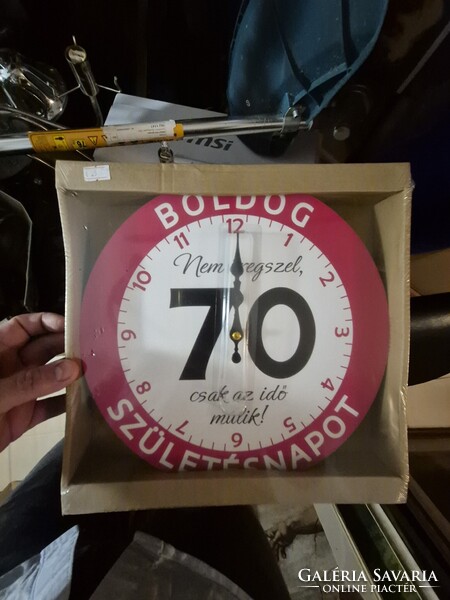 BOLDOG
12
11 1
10 2
9 3
8 4
7 5
6
Nem öregszel,
70
csak az idő
múlik!
SZÜLETÉSNAPOT
GALÉRIA SAVARIA
ONLINE PIACTÉR